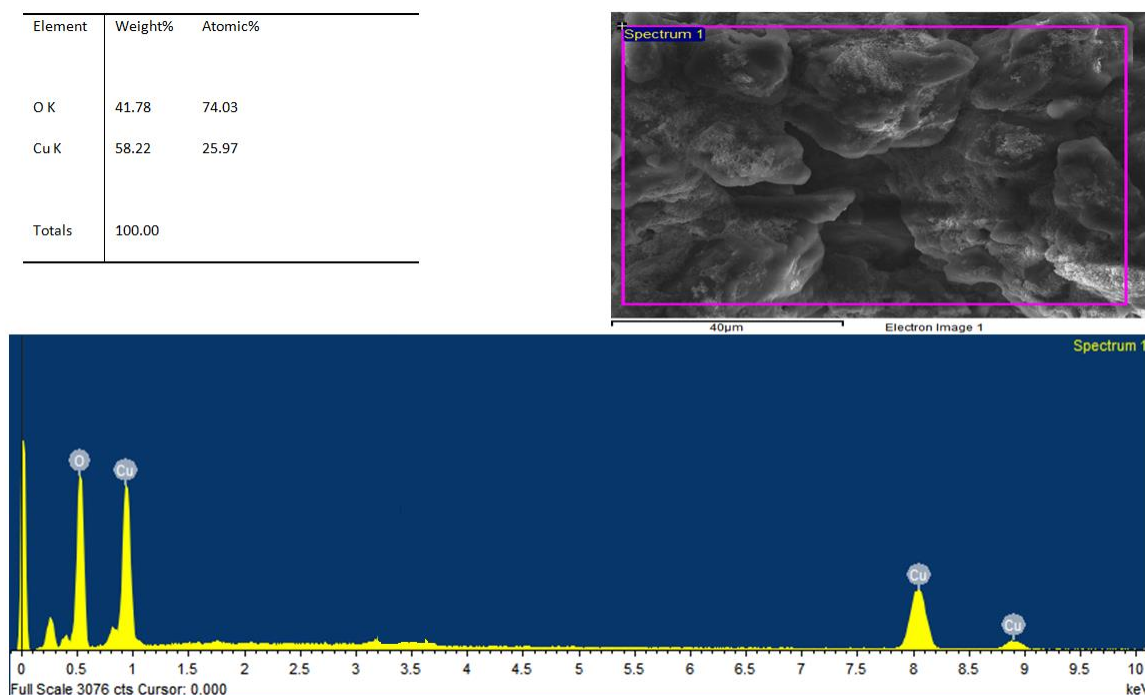 Element Weight% Atomic%
O K 41.78 74.03
Cu K 58.22 25.97
Totals 100.00
Spectrum 1
40µm Electron Image 1
Spectrum 1
O
Cu
Cu
Cu
0 0.5 1 1.5 2 2.5 3 3.5 4 4.5 5 5.5 6 6.5 7 7.5 8 8.5 9 9.5 10
Full Scale 3076 cts Cursor: 0.000 keV